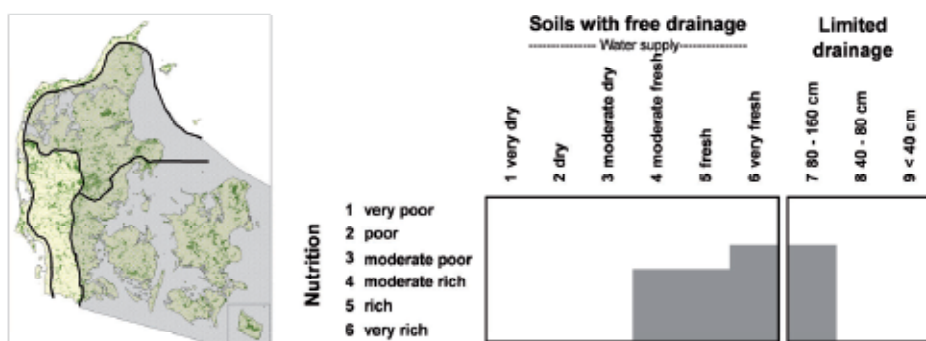 Soils with free drainage
Water supply
Limited
drainage
1 very dry
2 dry
3 moderate dry
4 moderate fresh
5 fresh
6 very fresh
7 80 - 160 cm
8 40 - 80 cm
9 < 40 cm
Nutrition
1 very poor
2 poor
3 moderate poor
4 moderate rich
5 rich
6 very rich